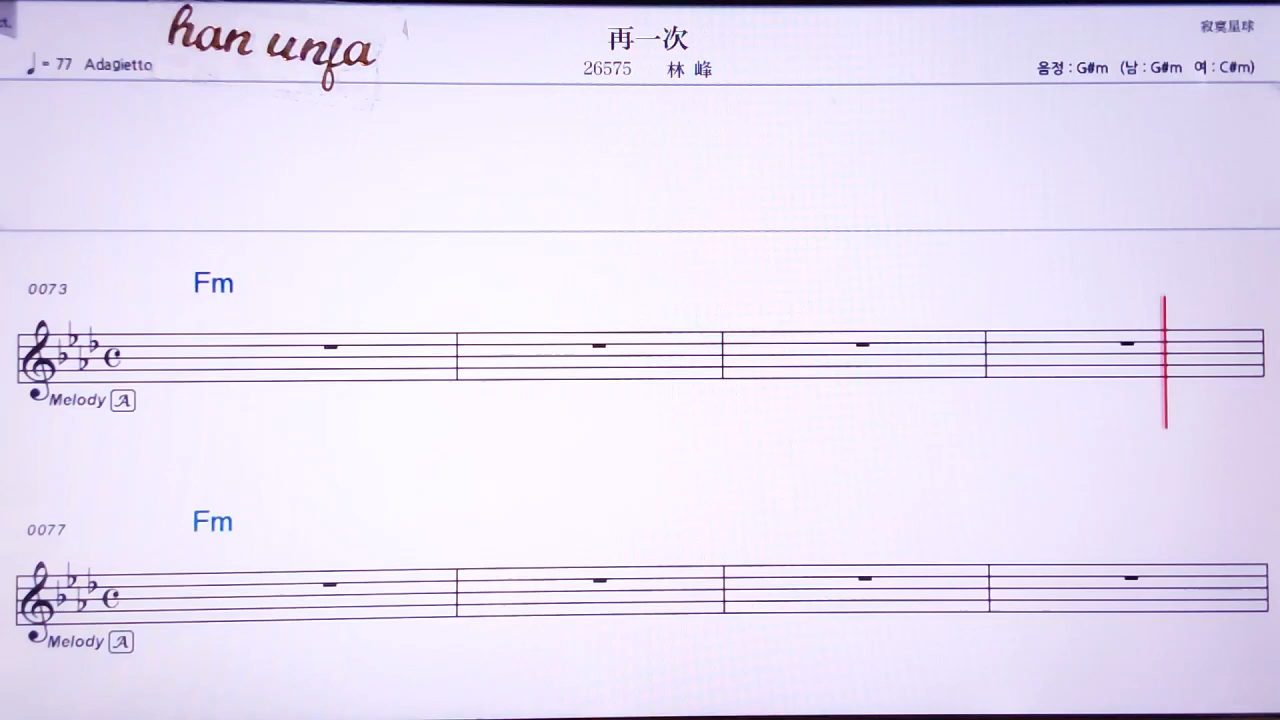 han unfa
再一次
寂寞星球
♩= 77 Adagietto
26575 林 峰
음정 : G#m (남 : G#m 여 : C#m)
0073 Fm
Melody A
0077 Fm
Melody A